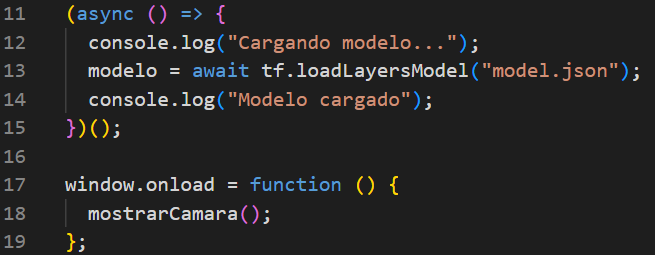 11 (async () => {
12 console.log("Cargando modelo...");
13 modelo = await tf.loadLayersModel("model.json");
14 console.log("Modelo cargado");
15 })();
16
17 window.onload = function () {
18 mostrarCamara();
19 };